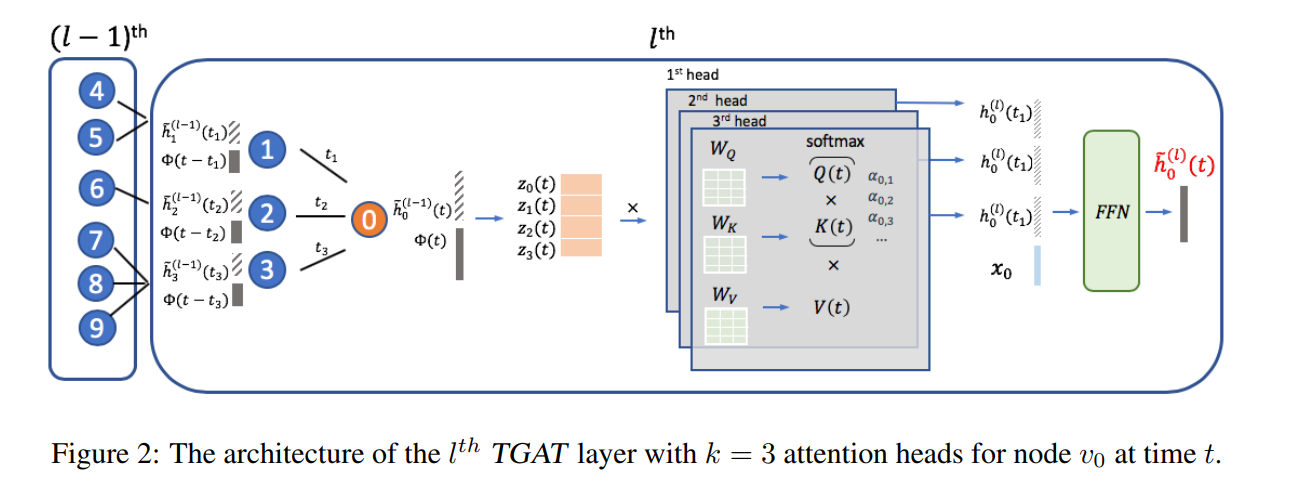 (l − 1)th
lth
4
5
6
7
8
9
h̃1(l−1)(t1)
Φ(t − t1)
1
t1
h̃2(l−1)(t2)
Φ(t − t2)
2
t2
h̃3(l−1)(t3)
Φ(t − t3)
3
t3
0
h̃0(l−1)(t)
Φ(t)
z0(t)
z1(t)
z2(t)
z3(t)
×
1st head
2nd head
3rd head
WQ
softmax
Q(t)
α0,1
×
α0,2
WK
K(t)
α0,3
...
×
WV
V(t)
h0(l)(t1)
h0(l)(t1)
h0(l)(t1)
x0
FFN
h̃0(l)(t)
Figure 2: The architecture of the lth TGAT layer with k = 3 attention heads for node v0 at time t.